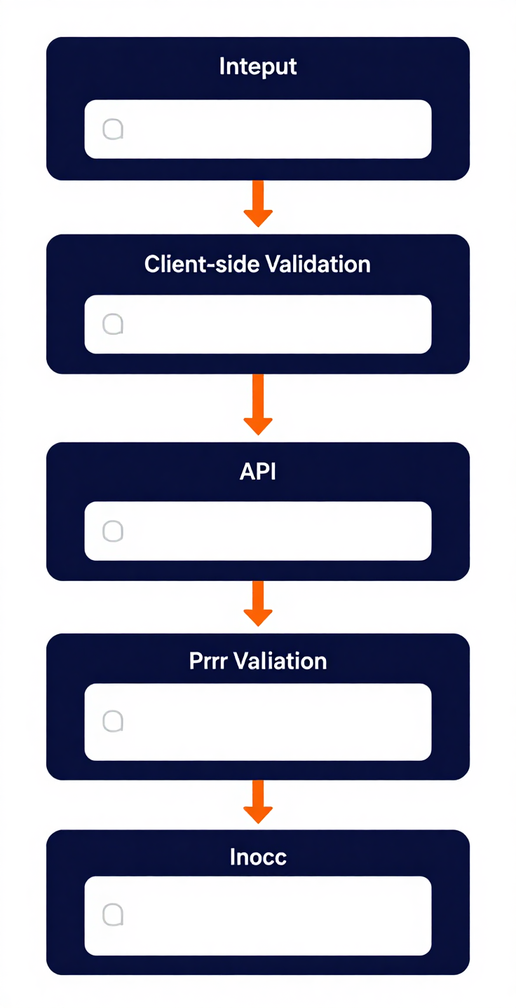 Inteput
Client-side Validation
API
Prrr Valiation
Inocc